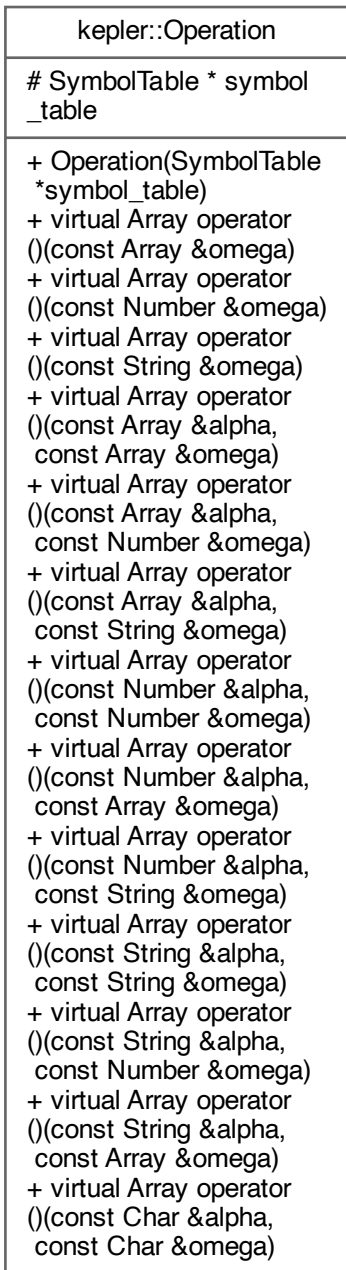 kepler::Operation
# SymbolTable * symbol
_table
+ Operation(SymbolTable
*symbol_table)
+ virtual Array operator
()(const Array &omega)
+ virtual Array operator
()(const Number &omega)
+ virtual Array operator
()(const String &omega)
+ virtual Array operator
()(const Array &alpha,
const Array &omega)
+ virtual Array operator
()(const Array &alpha,
const Number &omega)
+ virtual Array operator
()(const Array &alpha,
const String &omega)
+ virtual Array operator
()(const Number &alpha,
const Number &omega)
+ virtual Array operator
()(const Number &alpha,
const Array &omega)
+ virtual Array operator
()(const Number &alpha,
const String &omega)
+ virtual Array operator
()(const String &alpha,
const String &omega)
+ virtual Array operator
()(const String &alpha,
const Number &omega)
+ virtual Array operator
()(const String &alpha,
const Array &omega)
+ virtual Array operator
()(const Char &alpha,
const Char &omega)